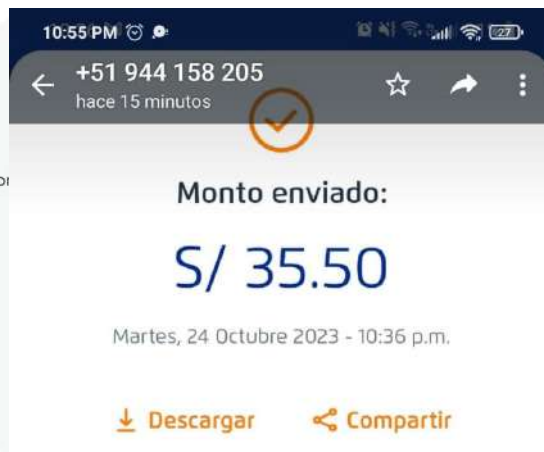 10:55 PM
27
+51 944 158 205
hace 15 minutos
Monto enviado:
S/ 35.50
Martes, 24 Octubre 2023 - 10:36 p.m.
Descargar
Compartir